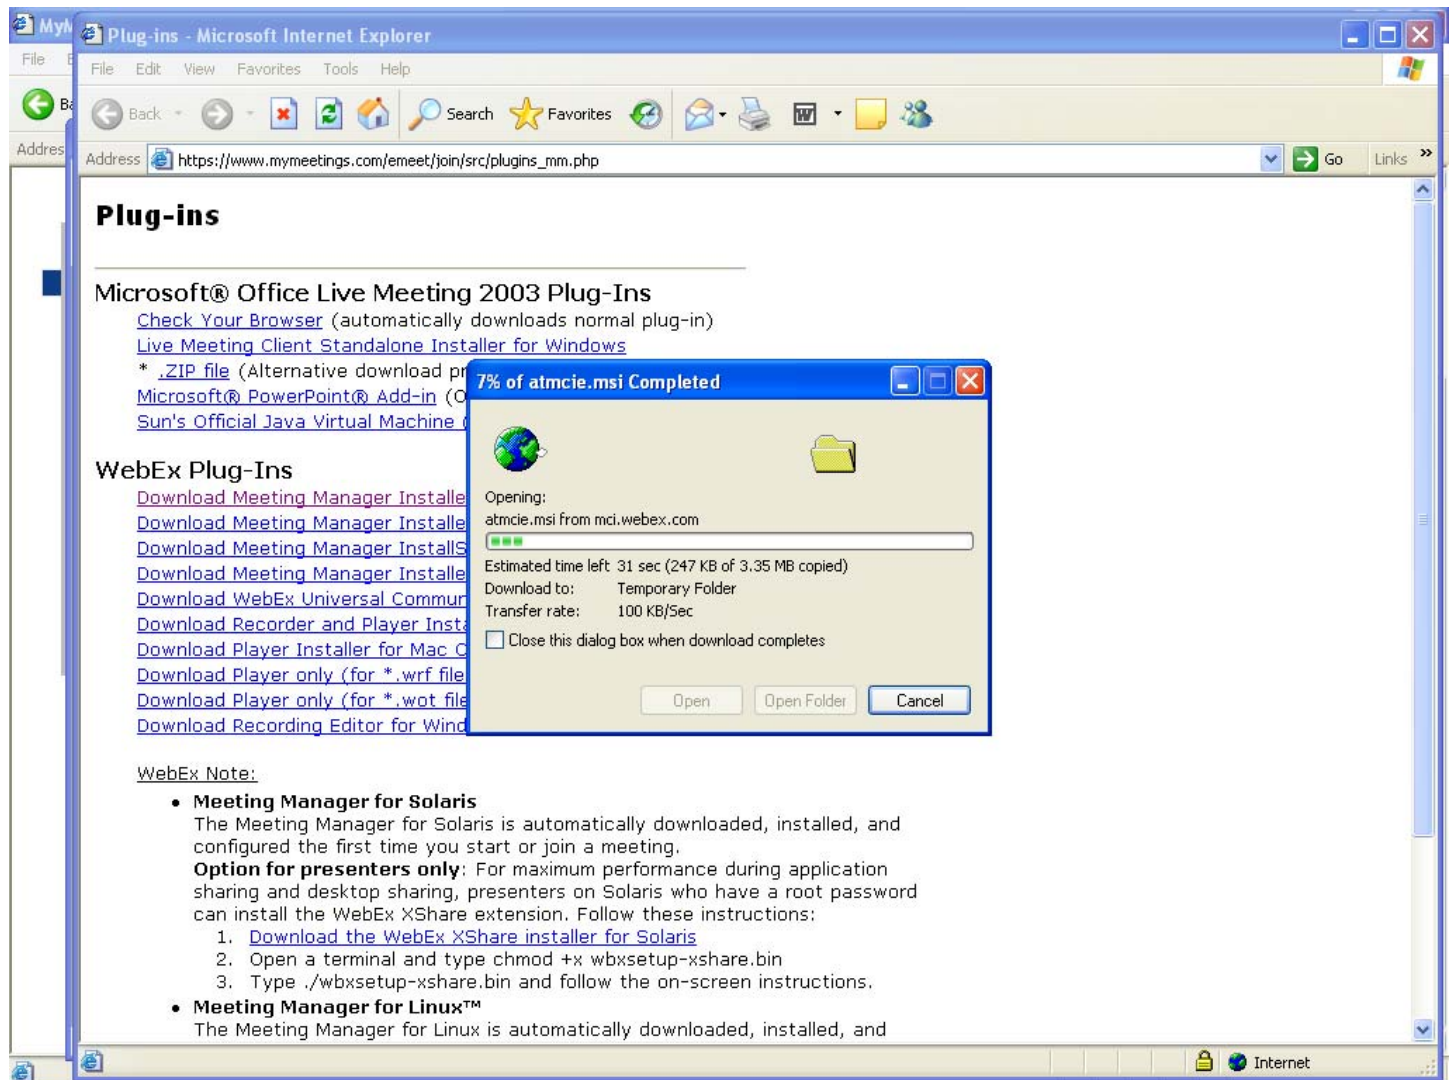 MyM
Plug-ins - Microsoft Internet Explorer
File
File Edit View Favorites Tools Help
Back Search Favorites
Address https://www.mymeetings.com/emeet/join/src/plugins_mm.php Go Links »
Plug-ins
Microsoft® Office Live Meeting 2003 Plug-Ins
Check Your Browser (automatically downloads normal plug-in)
Live Meeting Client Standalone Installer for Windows
* .ZIP file (Alternative download pr
Microsoft® PowerPoint® Add-in (O
Sun's Official Java Virtual Machine (
WebEx Plug-Ins
Download Meeting Manager Installe
Download Meeting Manager Installe
Download Meeting Manager InstallS
Download Meeting Manager Installe
Download WebEx Universal Commun
Download Recorder and Player Insta
Download Player Installer for Mac O
Download Player only (for *.wrf file
Download Player only (for *.wot file
Download Recording Editor for Wind
7% of atmcie.msi Completed
Opening:
atmcie.msi from mci.webex.com
Estimated time left 31 sec (247 KB of 3.35 MB copied)
Download to: Temporary Folder
Transfer rate: 100 KB/Sec
Close this dialog box when download completes
Open Open Folder Cancel
WebEx Note:
• Meeting Manager for Solaris
The Meeting Manager for Solaris is automatically downloaded, installed, and
configured the first time you start or join a meeting.
Option for presenters only: For maximum performance during application
sharing and desktop sharing, presenters on Solaris who have a root password
can install the WebEx XShare extension. Follow these instructions:
1. Download the WebEx XShare installer for Solaris
2. Open a terminal and type chmod +x wbxsetup-xshare.bin
3. Type ./wbxsetup-xshare.bin and follow the on-screen instructions.
• Meeting Manager for Linux™
The Meeting Manager for Linux is automatically downloaded, installed, and
Internet